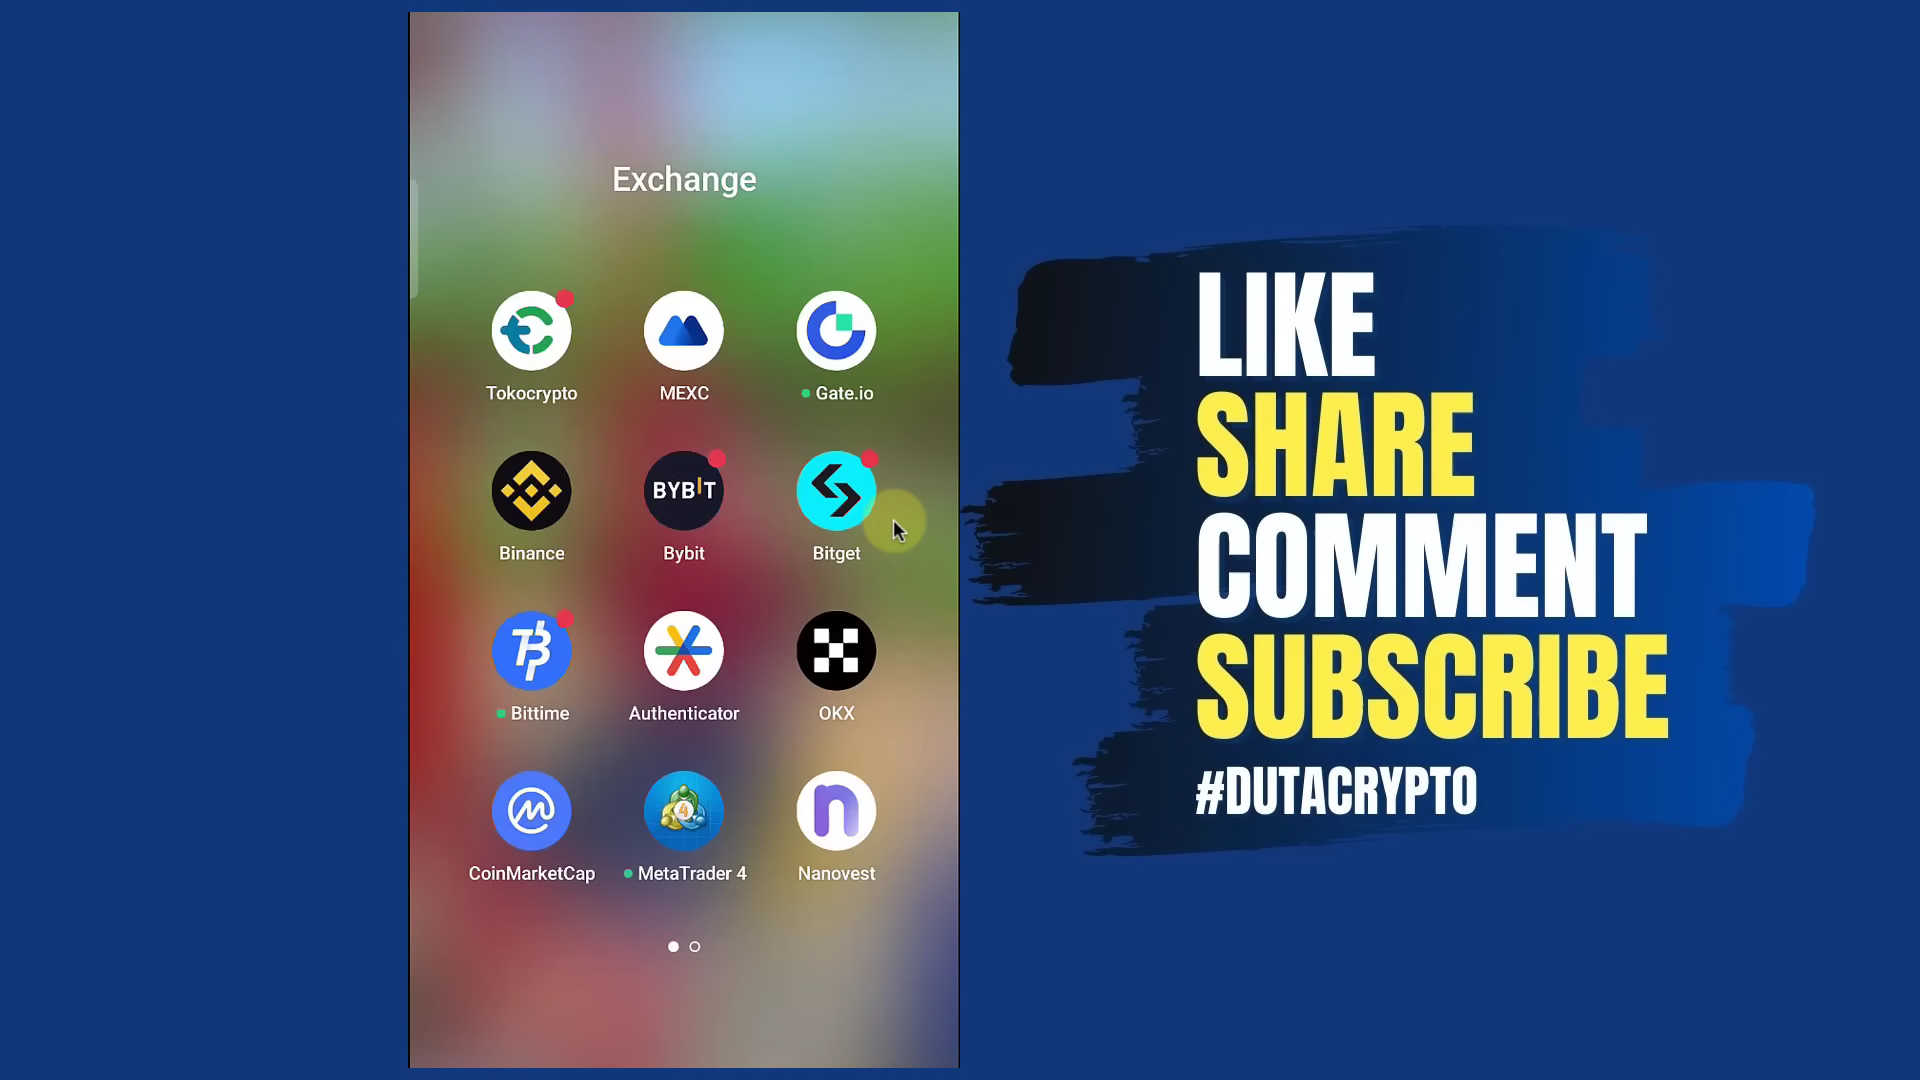 Exchange
Tokocrypto
MEXC
Gate.io
BYBIT
Binance
Bybit
Bitget
Bittime
Authenticator
OKX
4
CoinMarketCap
MetaTrader 4
Nanovest
LIKE
SHARE
COMMENT
SUBSCRIBE
#DUTACRYPTO